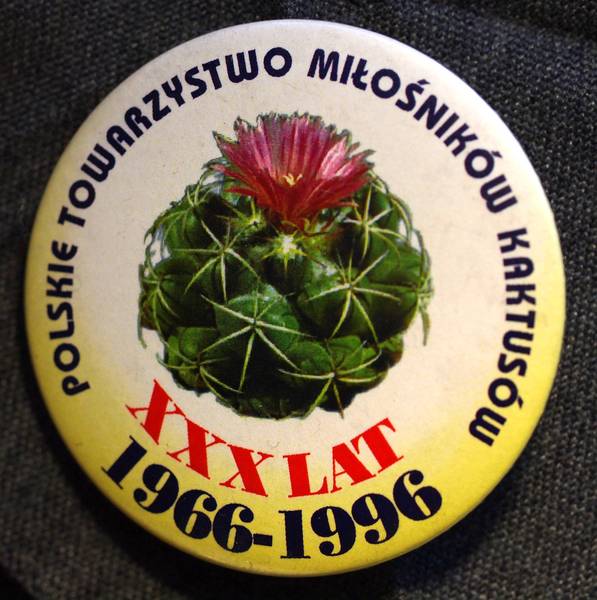 POLSKIE TOWARZYSTWO MIŁOŚNIKÓW KAKTUSÓW
XXX LAT
1966-1996